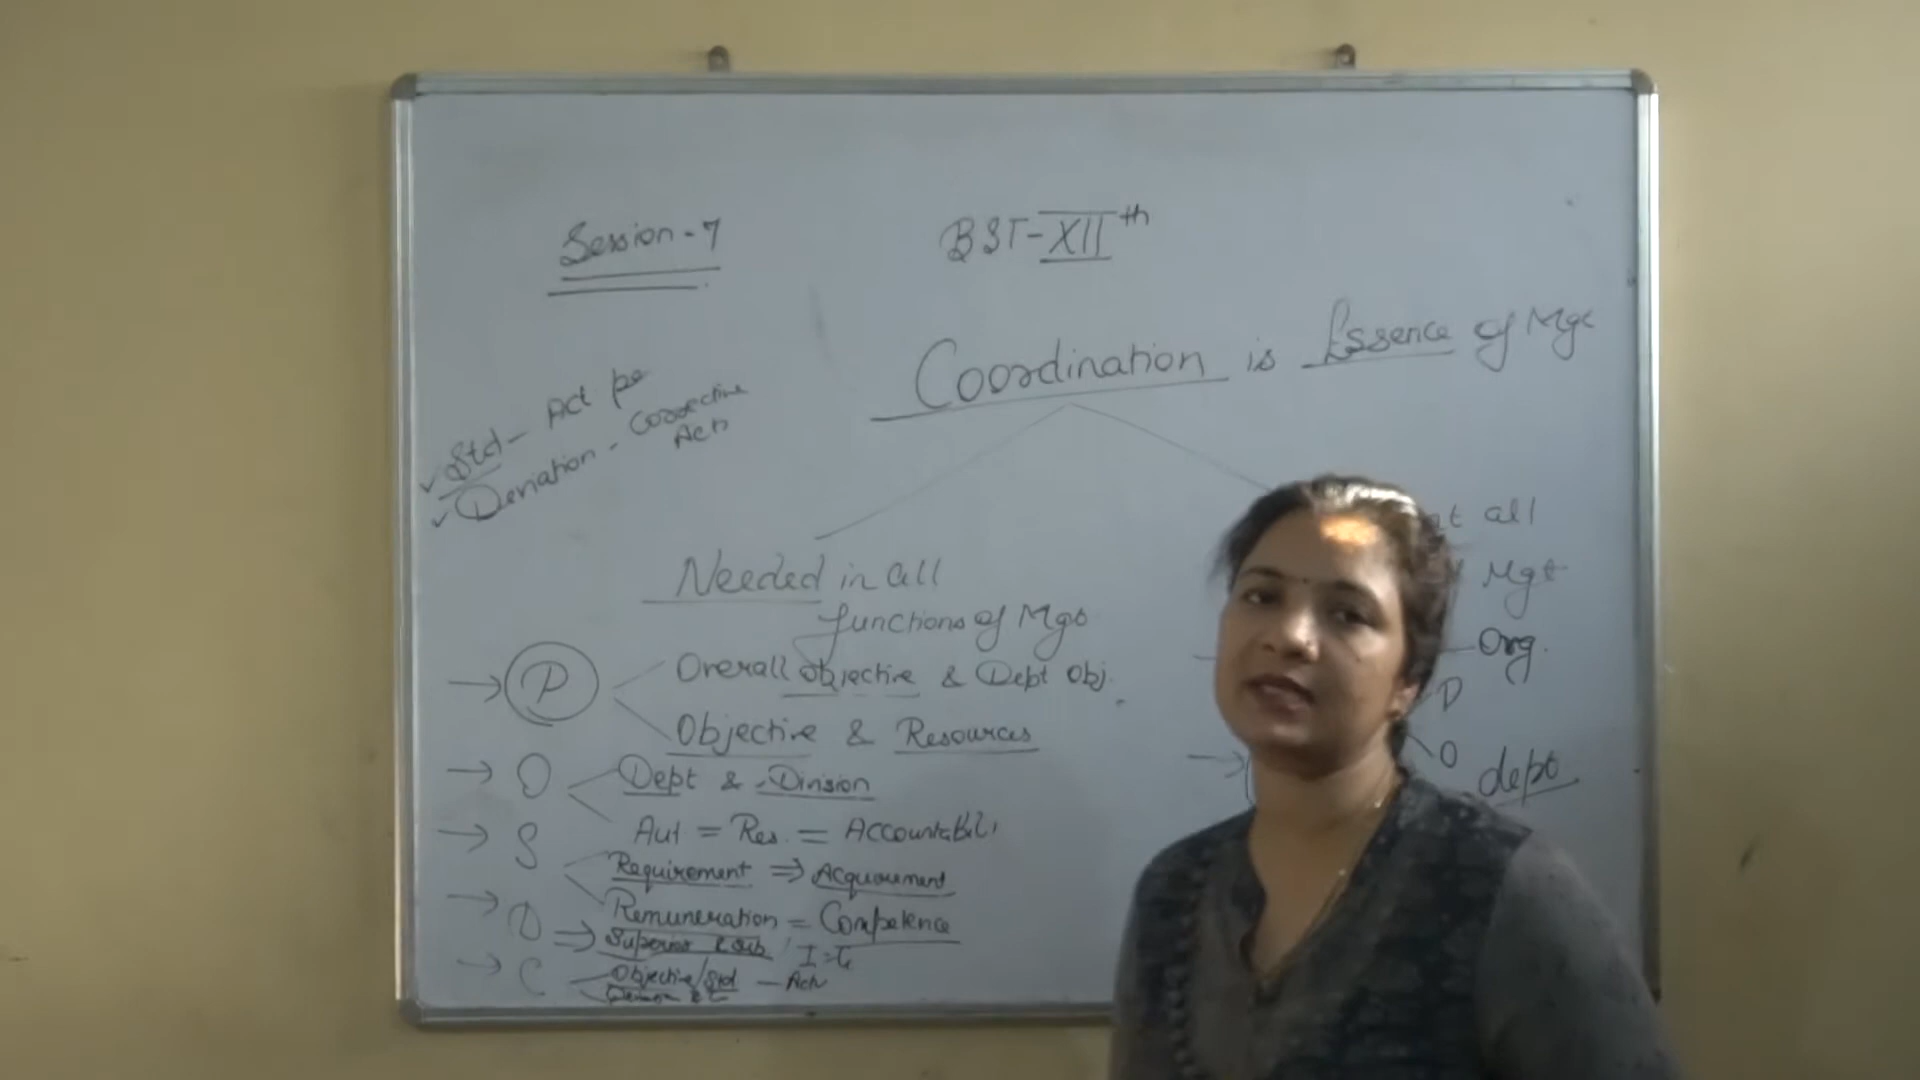 Session - 7
BST-XIIth
Coordination is Essence of Mgt
Std - Act pe
Deviation - Corrective
Actn
Needed in all
functions of Mgt
P
Overall objective & Dept Obj.
Objective & Resources
O
Dept & Division
Aut = Res. = Accountabili
S
Requirement ⇒ Acquirement
Remuneration = Competence
D
Superior & Sub / I = G
C
Objective/Std - Actn
at all
Mgt
Org.
D
O
dept